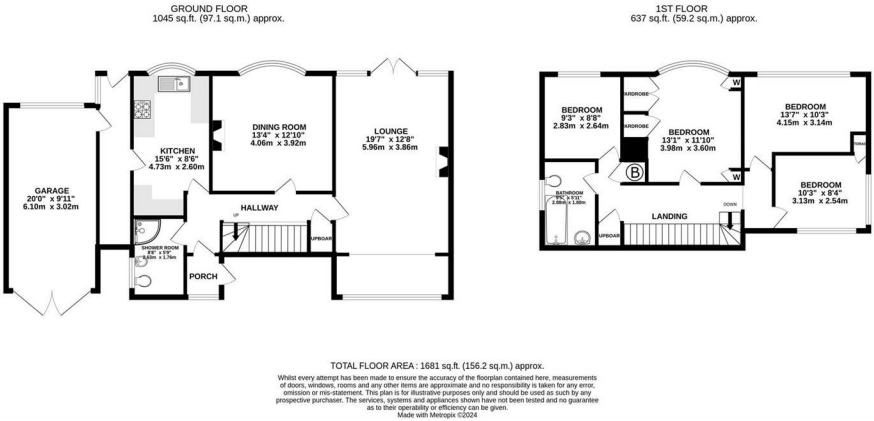 GROUND FLOOR
1045 sq.ft. (97.1 sq.m.) approx.
KITCHEN
15'6" x 8'6"
4.73m x 2.60m
DINING ROOM
13'4" x 12'10"
4.06m x 3.92m
LOUNGE
19'7" x 12'8"
5.96m x 3.86m
GARAGE
20'0" x 9'11"
6.10m x 3.02m
HALLWAY
UP
UPBOAR
SHOWER ROOM
8'8" x 5'9"
2.63m x 1.76m
PORCH
1ST FLOOR
637 sq.ft. (59.2 sq.m.) approx.
BEDROOM
9'3" x 8'8"
2.83m x 2.64m
ARDROBE
ARDROBE
W
BEDROOM
13'1" x 11'10"
3.98m x 3.60m
W
BEDROOM
13'7" x 10'3"
4.15m x 3.14m
B
BATHROOM
BEDROOM
10'3" x 8'4"
3.13m x 2.54m
LANDING
DOWN
UPBOAR
TOTAL FLOOR AREA : 1681 sq.ft. (156.2 sq.m.) approx.
Whilst every attempt has been made to ensure the accuracy of the floorplan contained here, measurements
of doors, windows, rooms and any other items are approximate and no responsibility is taken for any error,
omission or mis-statement. This plan is for illustrative purposes only and should be used as such by any
prospective purchaser. The services, systems and appliances shown have not been tested and no guarantee
as to their operability or efficiency can be given.
Made with Metropix ©2024